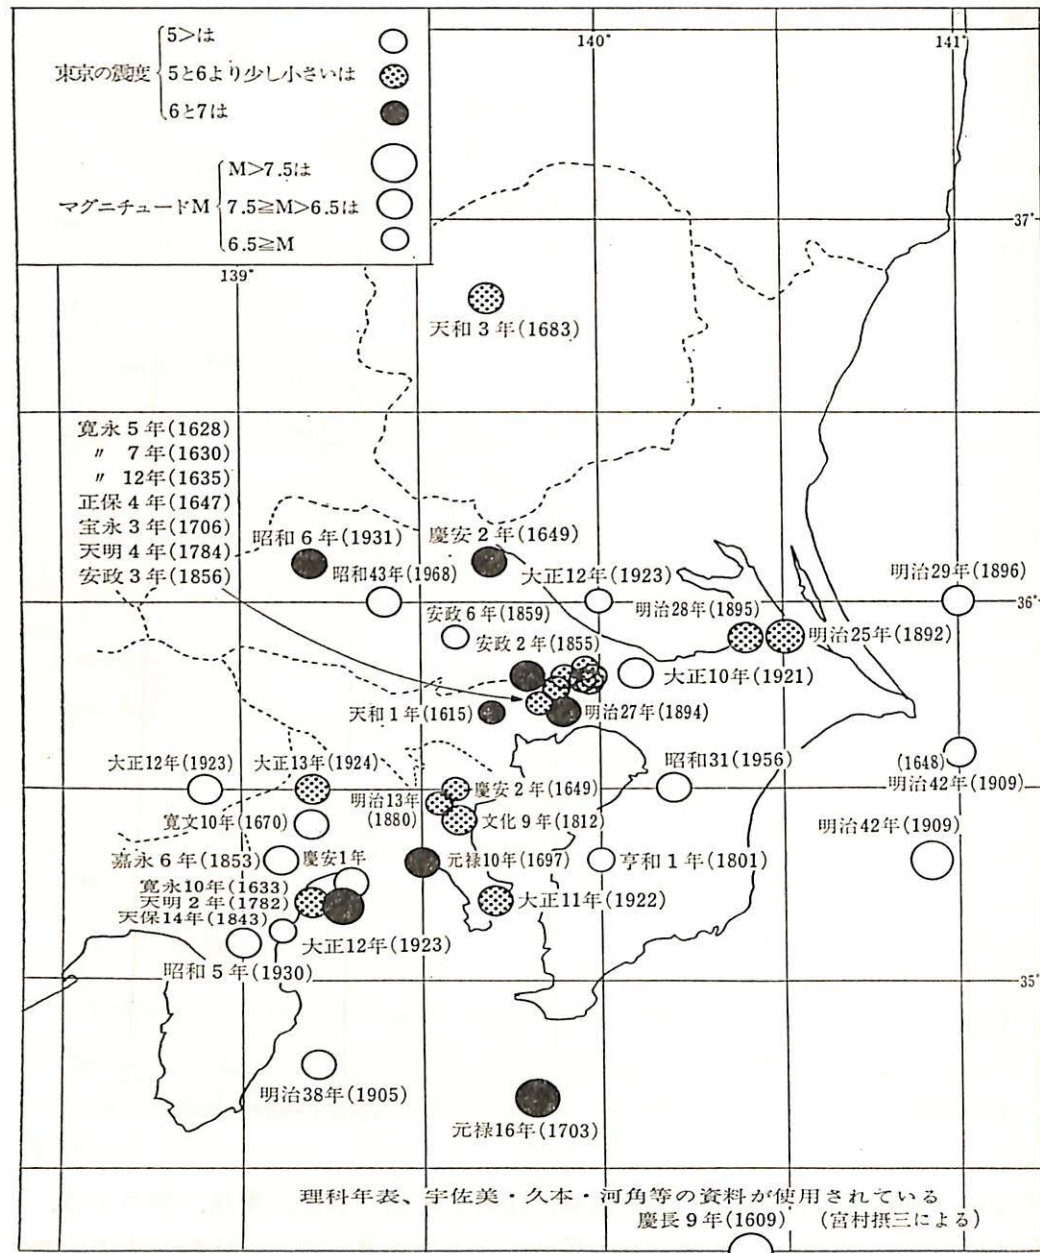 東京の震度
5>は
5と6より少し小さいは
6と7は
マグニチュードM
M>7.5は
7.5≧M>6.5は
6.5≧M
139°
140°
141°
37°
36°
35°
天和3年(1683)
寛永5年(1628)
〃 7年(1630)
〃 12年(1635)
正保4年(1647)
宝永3年(1706)
天明4年(1784)
安政3年(1856)
昭和6年(1931)
慶安2年(1649)
昭和43年(1968)
大正12年(1923)
明治29年(1896)
安政6年(1859)
明治28年(1895)
安政2年(1855)
明治25年(1892)
大正10年(1921)
天和1年(1615)
明治27年(1894)
大正12年(1923)
大正13年(1924)
昭和31(1956)
(1648)
明治42年(1909)
明治13年
(1880)
慶安2年(1649)
寛文10年(1670)
文化9年(1812)
明治42年(1909)
嘉永6年(1853)
慶安1年
元禄10年(1697)
亨和1年(1801)
寛永10年(1633)
天明2年(1782)
天保14年(1843)
大正11年(1922)
大正12年(1923)
昭和5年(1930)
明治38年(1905)
元禄16年(1703)
理科年表、宇佐美・久本・河角等の資料が使用されている
慶長9年(1609)
(宮村摂三による)